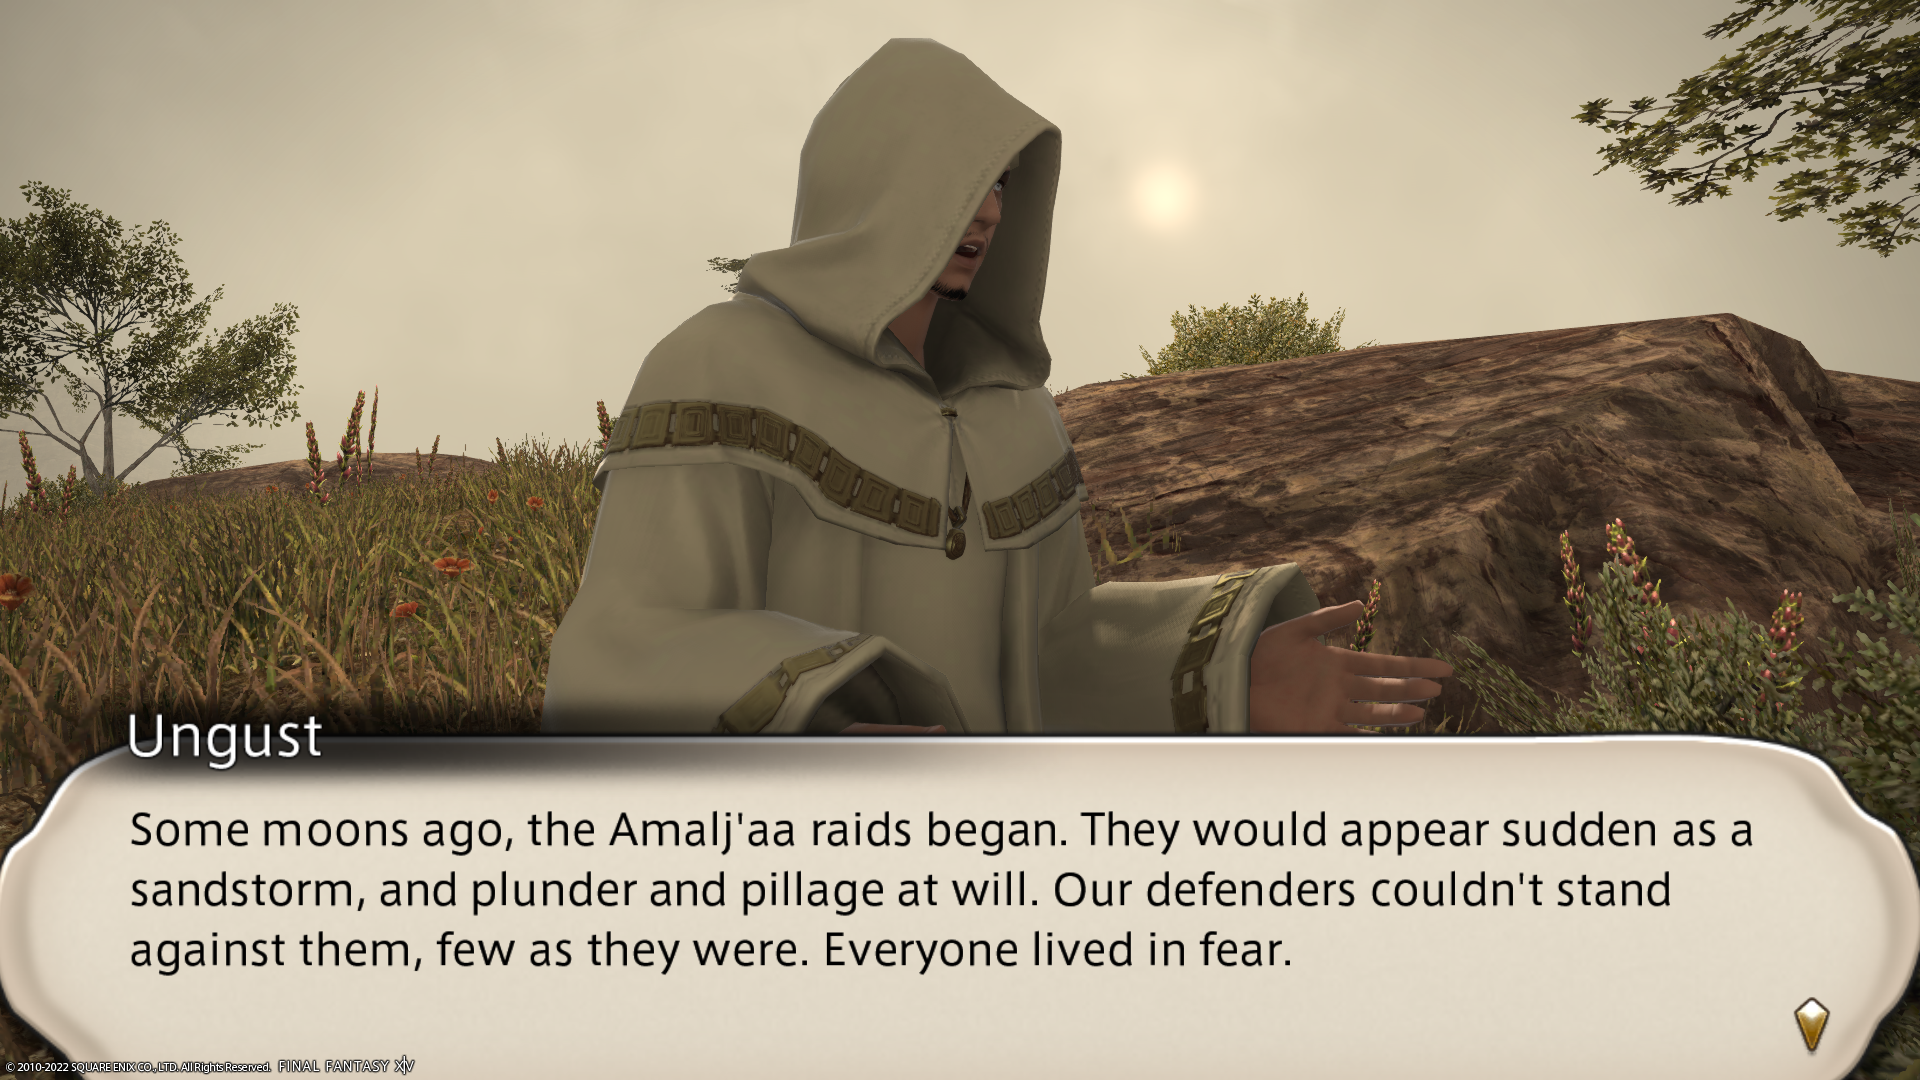 Ungust
Some moons ago, the Amalj'aa raids began. They would appear sudden as a
sandstorm, and plunder and pillage at will. Our defenders couldn't stand
against them, few as they were. Everyone lived in fear.
© 2010-2022 SQUARE ENIX CO., LTD. All Rights Reserved. FINAL FANTASY XIV